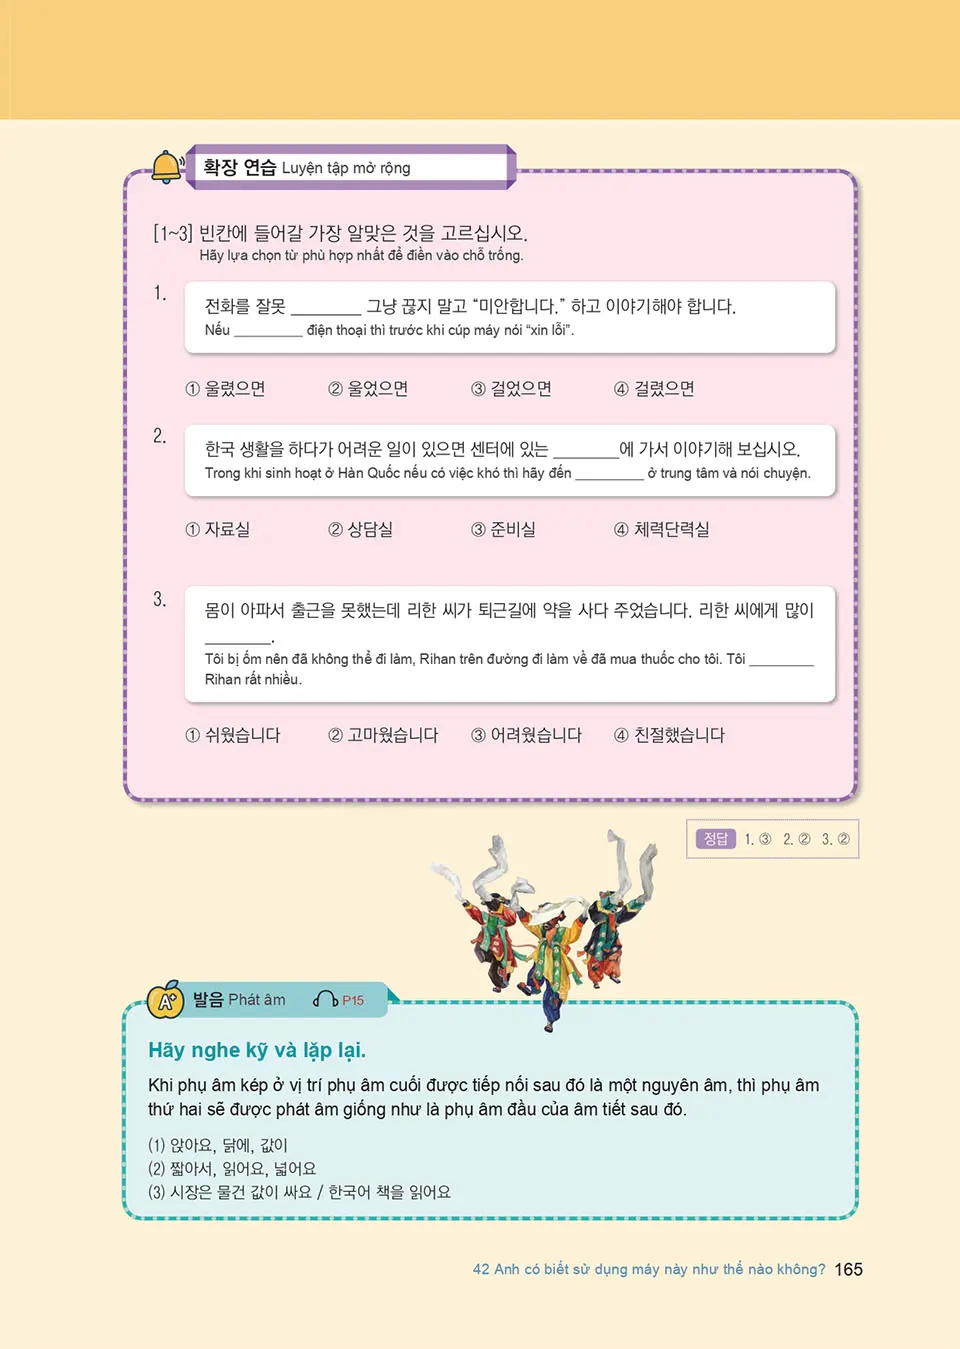 확장 연습 Luyện tập mở rộng
[1~3] 빈칸에 들어갈 가장 알맞은 것을 고르십시오.
Hãy lựa chọn từ phù hợp nhất để điền vào chỗ trống.
1.
전화를 잘못 ________ 그냥 끊지 말고 “미안합니다.” 하고 이야기해야 합니다.
Nếu _________ điện thoại thì trước khi cúp máy nói “xin lỗi”.
① 울렸으면 ② 울었으면 ③ 걸었으면 ④ 걸렸으면
2.
한국 생활을 하다가 어려운 일이 있으면 센터에 있는 ________에 가서 이야기해 보십시오.
Trong khi sinh hoạt ở Hàn Quốc nếu có việc khó thì hãy đến _________ ở trung tâm và nói chuyện.
① 자료실 ② 상담실 ③ 준비실 ④ 체력단력실
3.
몸이 아파서 출근을 못했는데 리한 씨가 퇴근길에 약을 사다 주었습니다. 리한 씨에게 많이
________.
Tôi bị ốm nên đã không thể đi làm, Rihan trên đường đi làm về đã mua thuốc cho tôi. Tôi ________
Rihan rất nhiều.
① 쉬웠습니다 ② 고마웠습니다 ③ 어려웠습니다 ④ 친절했습니다
정답 1. ③ 2. ② 3. ②
A+ 발음 Phát âm P15
Hãy nghe kỹ và lặp lại.
Khi phụ âm kép ở vị trí phụ âm cuối được tiếp nối sau đó là một nguyên âm, thì phụ âm
thứ hai sẽ được phát âm giống như là phụ âm đầu của âm tiết sau đó.
(1) 앉아요, 닭에, 값이
(2) 짧아서, 읽어요, 넓어요
(3) 시장은 물건 값이 싸요 / 한국어 책을 읽어요
42 Anh có biết sử dụng máy này như thế nào không? 165